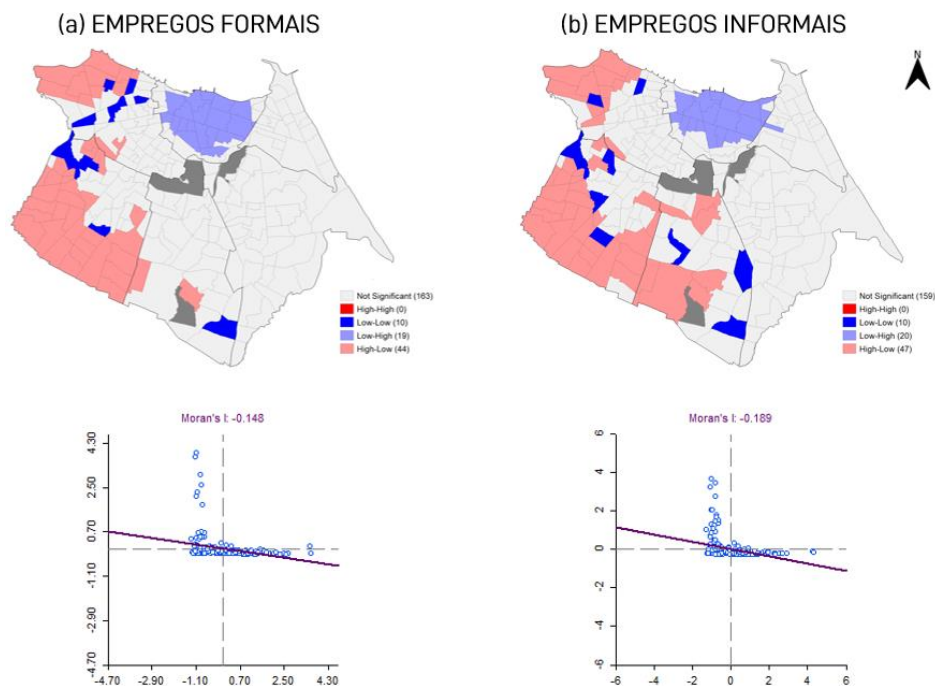 (a) EMPREGOS FORMAIS
(b) EMPREGOS INFORMAIS
N
Not Significant (163)
High-High (0)
Low-Low (10)
Low-High (19)
High-Low (44)
Not Significant (159)
High-High (0)
Low-Low (10)
Low-High (20)
High-Low (47)
Moran's I: -0.148
4.30
2.50
0.70
-1.10
-2.90
-4.70
-4.70 -2.90 -1.10 0.70 2.50 4.30
Moran's I: -0.189
6
4
2
0
-2
-4
-6
-6 -4 -2 0 2 4 6